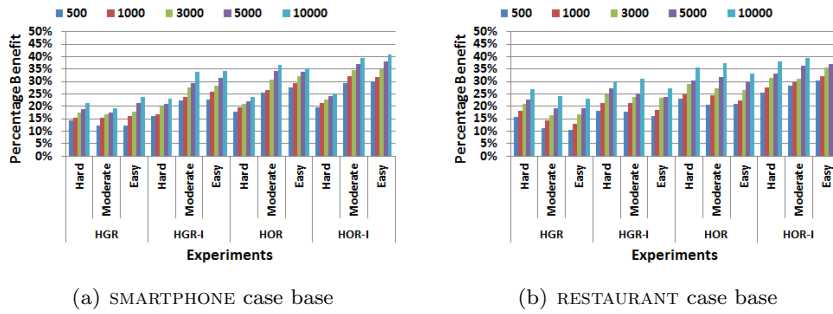 500 1000 3000 5000 10000
50%
45%
40%
35%
30%
25%
20%
15%
10%
5%
0%
Percentage Benefit
Hard Moderate Easy Hard Moderate Easy Hard Moderate Easy Hard Moderate Easy
HGR HGR-I HOR HOR-I
Experiments
(a) SMARTPHONE case base
500 1000 3000 5000 10000
50%
45%
40%
35%
30%
25%
20%
15%
10%
5%
0%
Percentage Benefit
Hard Moderate Easy Hard Moderate Easy Hard Moderate Easy Hard Moderate Easy
HGR HGR-I HOR HOR-I
Experiments
(b) RESTAURANT case base